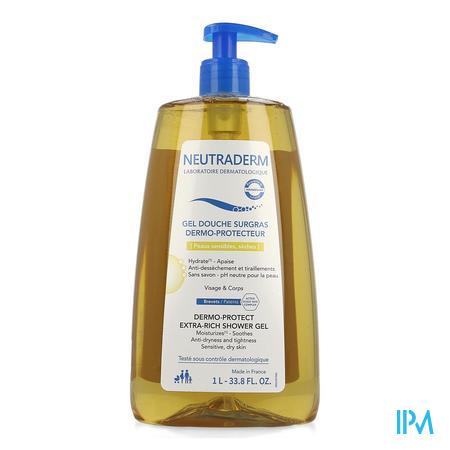 NEUTRADERM
LABORATOIRE DERMATOLOGIQUE
GEL DOUCHE SURGRAS
DERMO-PROTECTEUR
[ Peaux sensibles, sèches ]
Hydrate(1) - Apaise
Anti-dessèchement et tiraillements
Sans savon - pH neutre pour la peau
Visage & Corps
Brevets / Patents
DERMO-PROTECT
EXTRA-RICH SHOWER GEL
Moisturizes(1) - Soothes
Anti-dryness and tightness
Sensitive, dry skin
Testé sous contrôle dermatologique
Made in France
1 L - 33.8 FL. OZ.
IPM